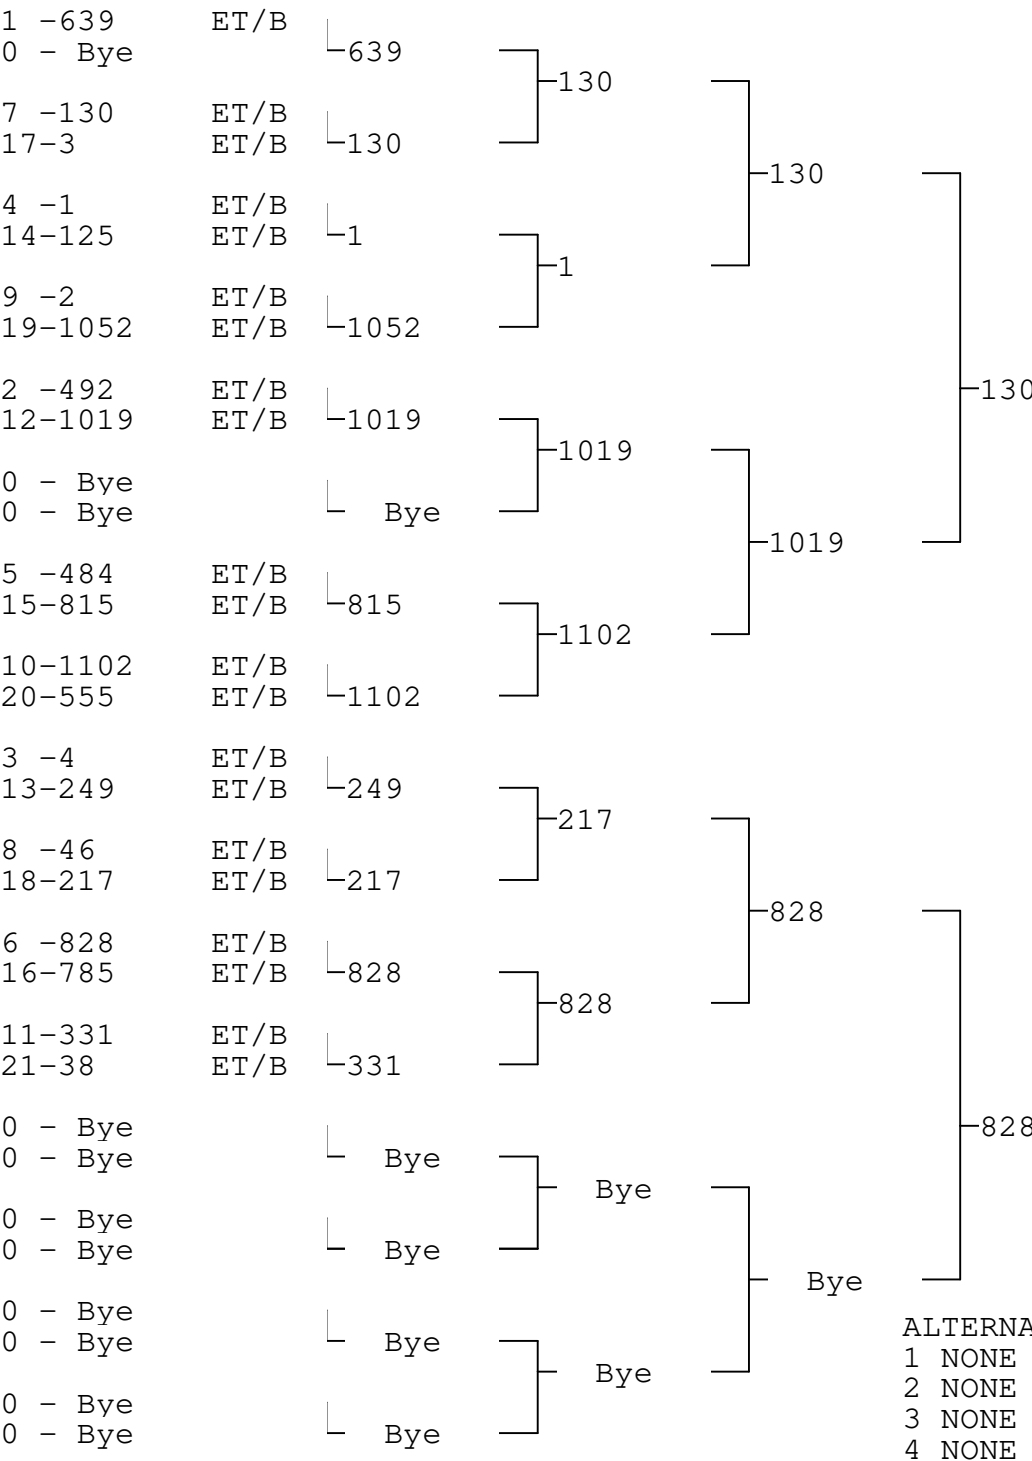 1 -639 ET/B
0 - Bye 639
130
7 -130 ET/B
17-3 ET/B 130
130
4 -1 ET/B
14-125 ET/B 1
1
9 -2 ET/B
19-1052 ET/B 1052
130
2 -492 ET/B
12-1019 ET/B 1019
1019
0 - Bye
0 - Bye Bye
1019
5 -484 ET/B
15-815 ET/B 815
1102
10-1102 ET/B
20-555 ET/B 1102
3 -4 ET/B
13-249 ET/B 249
217
8 -46 ET/B
18-217 ET/B 217
828
6 -828 ET/B
16-785 ET/B 828
828
11-331 ET/B
21-38 ET/B 331
0 - Bye 828
0 - Bye Bye
Bye
0 - Bye
0 - Bye Bye
Bye
0 - Bye
0 - Bye Bye
Bye
0 - Bye
0 - Bye Bye
ALTERNA
1 NONE
2 NONE
3 NONE
4 NONE